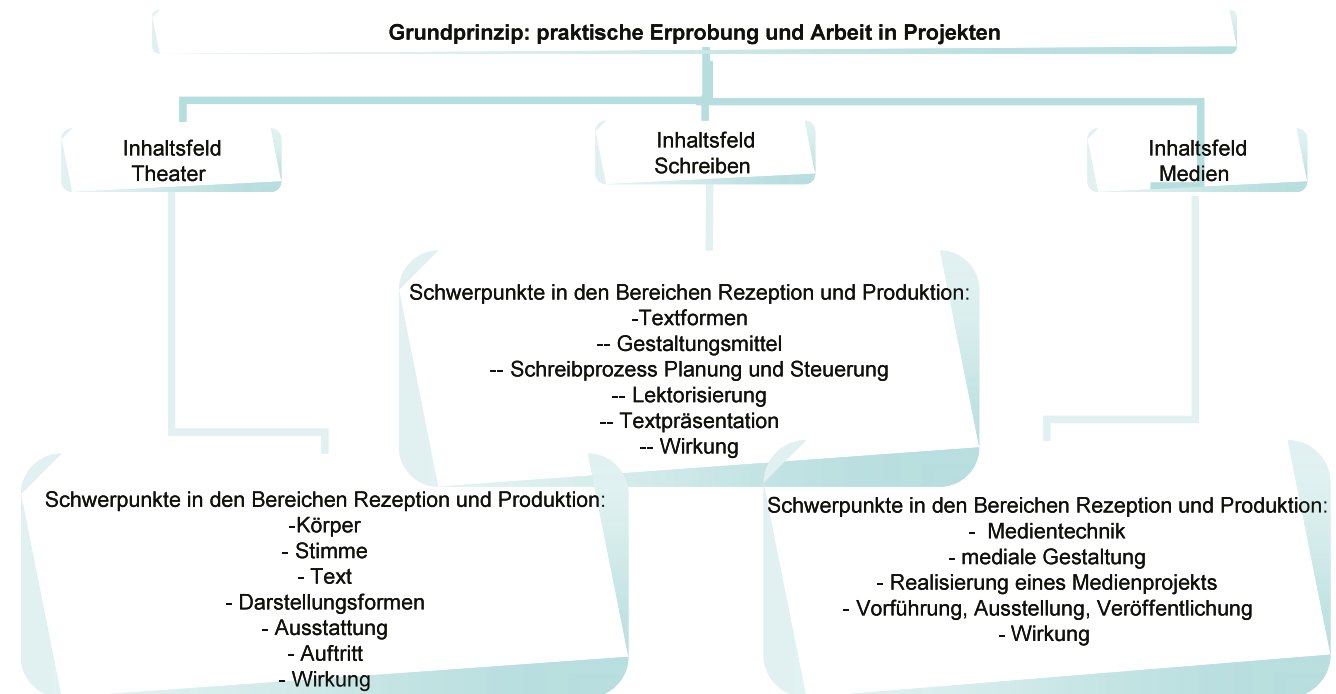 Grundprinzip: praktische Erprobung und Arbeit in Projekten
Inhaltsfeld
Theater
Inhaltsfeld
Schreiben
Inhaltsfeld
Medien
Schwerpunkte in den Bereichen Rezeption und Produktion:
-Textformen
-- Gestaltungsmittel
-- Schreibprozess Planung und Steuerung
-- Lektorisierung
-- Textpräsentation
-- Wirkung
Schwerpunkte in den Bereichen Rezeption und Produktion:
-Körper
- Stimme
- Text
- Darstellungsformen
- Ausstattung
- Auftritt
- Wirkung
Schwerpunkte in den Bereichen Rezeption und Produktion:
- Medientechnik
- mediale Gestaltung
- Realisierung eines Medienprojekts
- Vorführung, Ausstellung, Veröffentlichung
- Wirkung